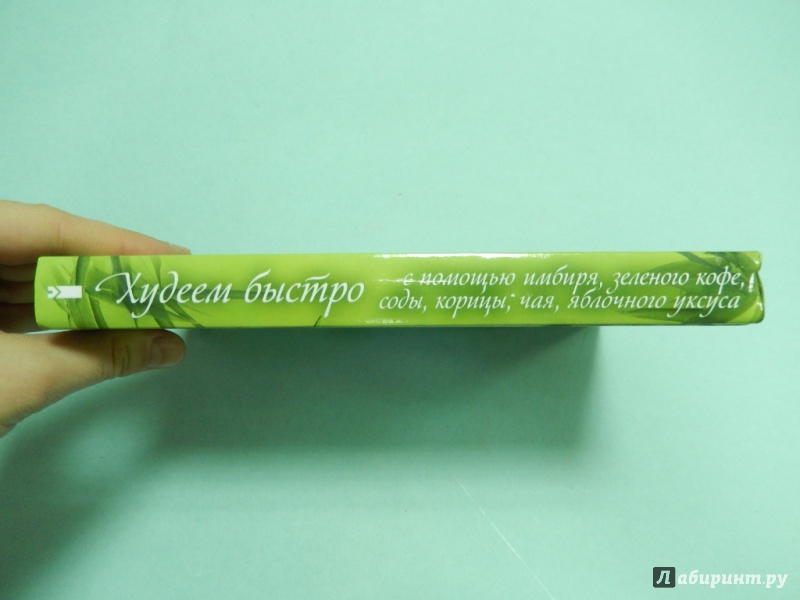 Худеем быстро
с помощью имбиря, зеленого кофе,
соды, корицы, чая, яблочного уксуса
Лабиринт.ру